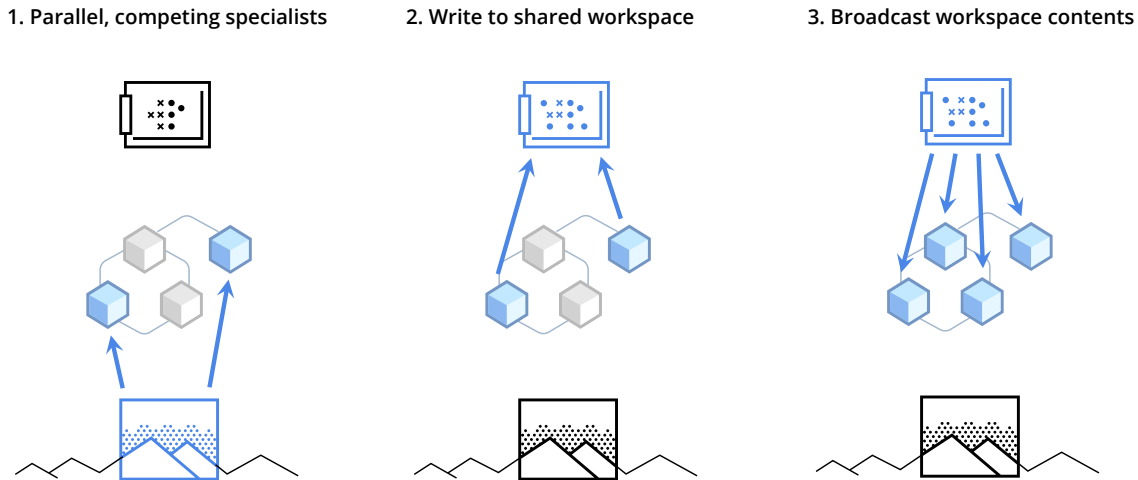 1. Parallel, competing specialists
2. Write to shared workspace
3. Broadcast workspace contents